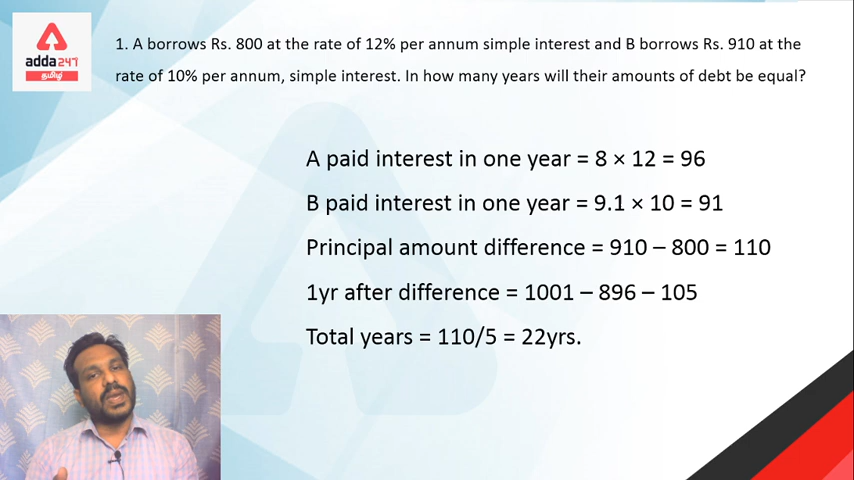 adda247
தமிழ்
1. A borrows Rs. 800 at the rate of 12% per annum simple interest and B borrows Rs. 910 at the
rate of 10% per annum, simple interest. In how many years will their amounts of debt be equal?
A paid interest in one year = 8 × 12 = 96
B paid interest in one year = 9.1 × 10 = 91
Principal amount difference = 910 – 800 = 110
1yr after difference = 1001 – 896 – 105
Total years = 110/5 = 22yrs.